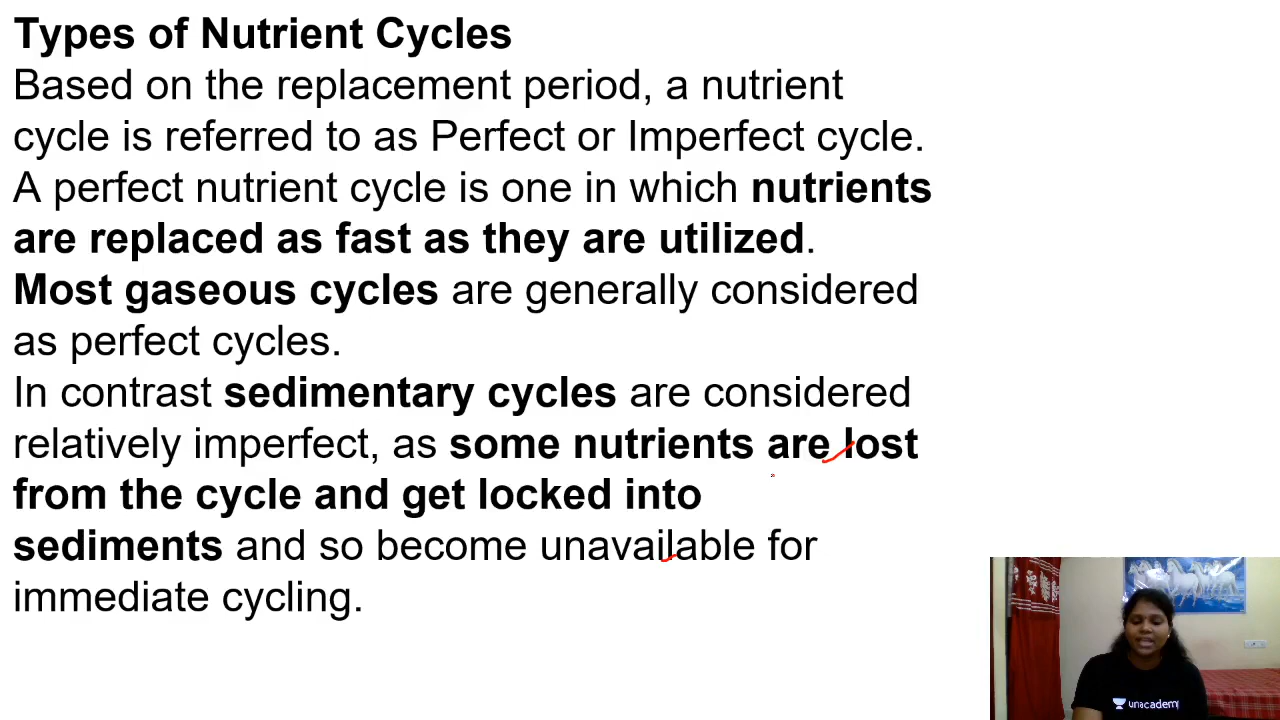 Types of Nutrient Cycles
Based on the replacement period, a nutrient
cycle is referred to as Perfect or Imperfect cycle.
A perfect nutrient cycle is one in which nutrients
are replaced as fast as they are utilized.
Most gaseous cycles are generally considered
as perfect cycles.
In contrast sedimentary cycles are considered
relatively imperfect, as some nutrients are lost
from the cycle and get locked into
sediments and so become unavailable for
immediate cycling.
unacademy